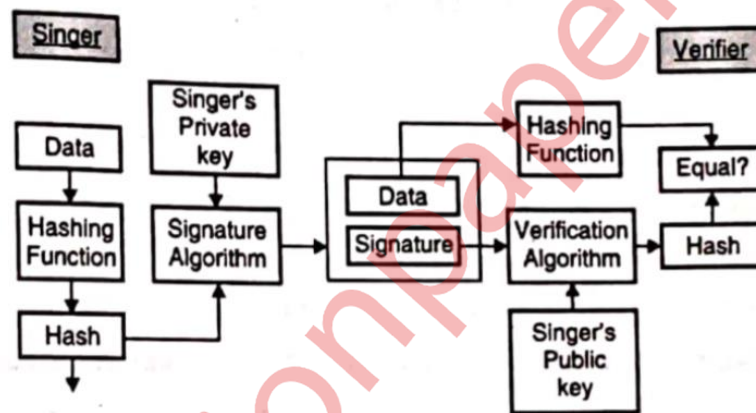 Singer
Verifier
Singer's
Private
key
Data
Hashing
Function
Hash
Signature
Algorithm
Data
Signature
Hashing
Function
Equal?
Verification
Algorithm
Hash
Singer's
Public
key
onpaper